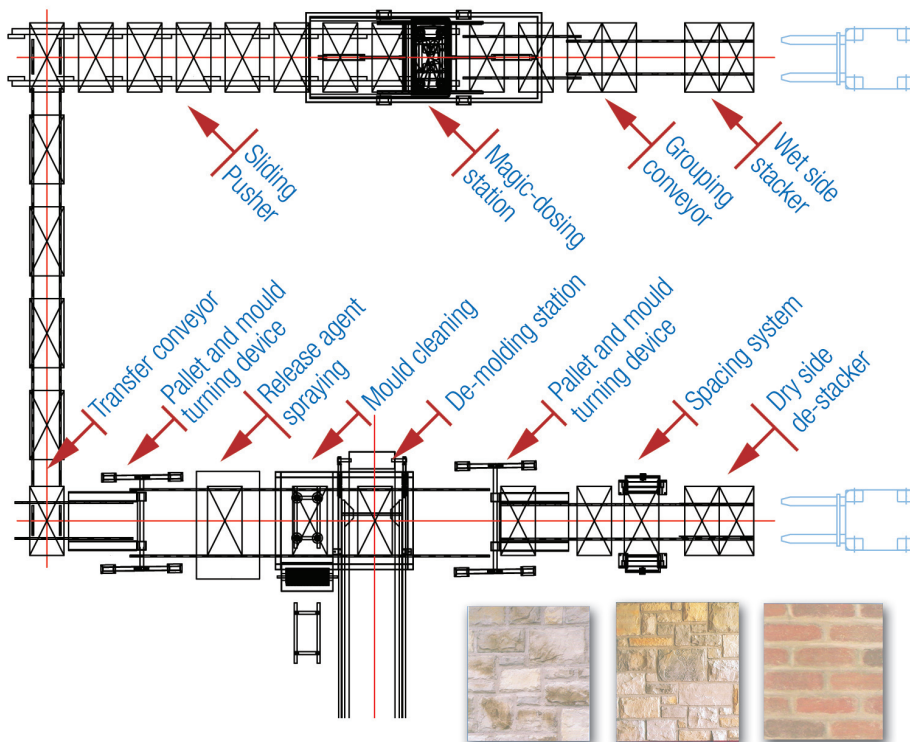 Sliding
Pusher
Magic-dosing
station
Grouping
conveyor
Wet side
stacker
Transfer conveyor
Pallet and mould
turning device
Release agent
spraying
Mould cleaning
De-molding station
Pallet and mould
turning device
Spacing system
Dry side
de-stacker